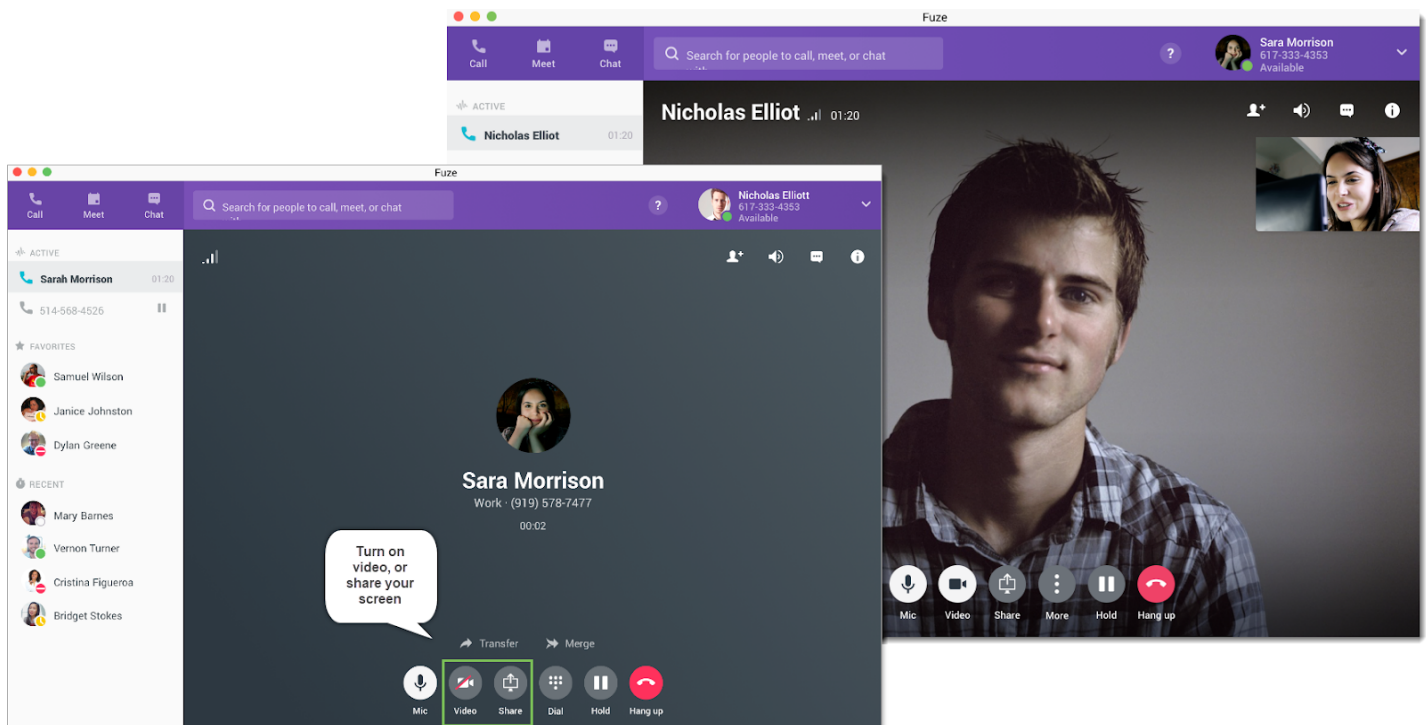 Fuze
Call
Meet
Chat
Search for people to call, meet, or chat
?
Sara Morrison
617-333-4353
Available
ACTIVE
Nicholas Elliot
01:20
Nicholas Elliot
01:20
Mic
Video
Share
More
Hold
Hang up
Fuze
Call
Meet
Chat
Search for people to call, meet, or chat
?
Nicholas Elliott
617-333-4353
Available
ACTIVE
Sarah Morrison
01:20
514-568-4526
FAVORITES
Samuel Wilson
Janice Johnston
Dylan Greene
RECENT
Mary Barnes
Vernon Turner
Cristina Figueroa
Bridget Stokes
Sara Morrison
Work · (919) 578-7477
00:02
Turn on
video, or
share your
screen
Transfer
Merge
Mic
Video
Share
Dial
Hold
Hang up